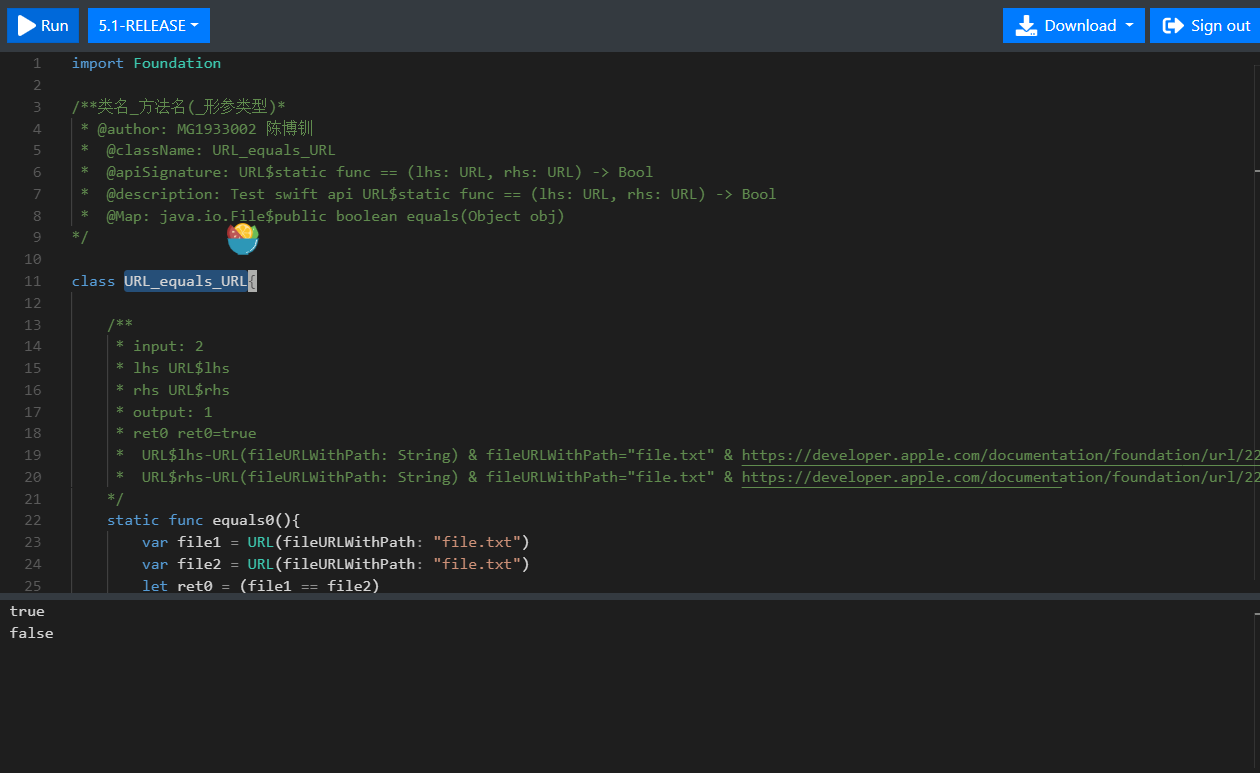 Run 5.1-RELEASE Download Sign out
1 import Foundation
2
3 /**类名_方法名(_形参类型)*
4 * @author: MG1933002 陈博钏
5 * @className: URL_equals_URL
6 * @apiSignature: URL$static func == (lhs: URL, rhs: URL) -> Bool
7 * @description: Test swift api URL$static func == (lhs: URL, rhs: URL) -> Bool
8 * @Map: java.io.File$public boolean equals(Object obj)
9 */
10
11 class URL_equals_URL{
12
13 /**
14 * input: 2
15 * lhs URL$lhs
16 * rhs URL$rhs
17 * output: 1
18 * ret0 ret0=true
19 * URL$lhs-URL(fileURLWithPath: String) & fileURLWithPath="file.txt" & https://developer.apple.com/documentation/foundation/url/22
20 * URL$rhs-URL(fileURLWithPath: String) & fileURLWithPath="file.txt" & https://developer.apple.com/documentation/foundation/url/22
21 */
22 static func equals0(){
23 var file1 = URL(fileURLWithPath: "file.txt")
24 var file2 = URL(fileURLWithPath: "file.txt")
25 let ret0 = (file1 == file2)
true
false